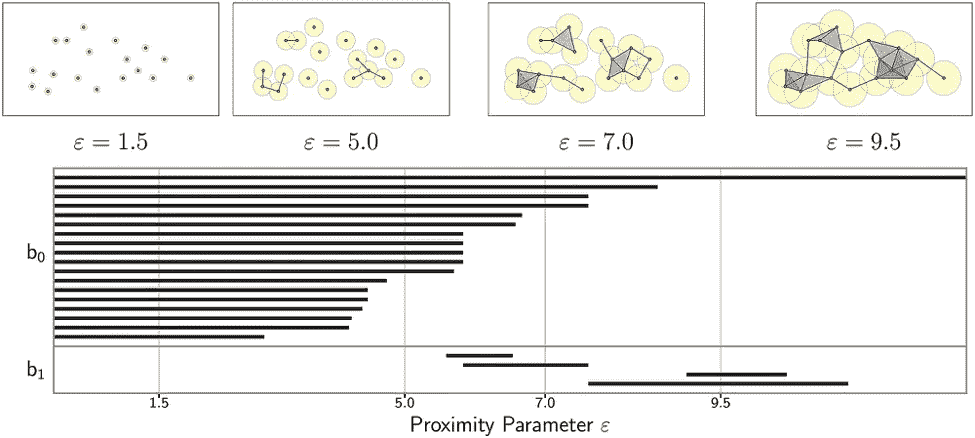 ε = 1.5 ε = 5.0 ε = 7.0 ε = 9.5
b₀
b₁
1.5 5.0 7.0 9.5
Proximity Parameter ε